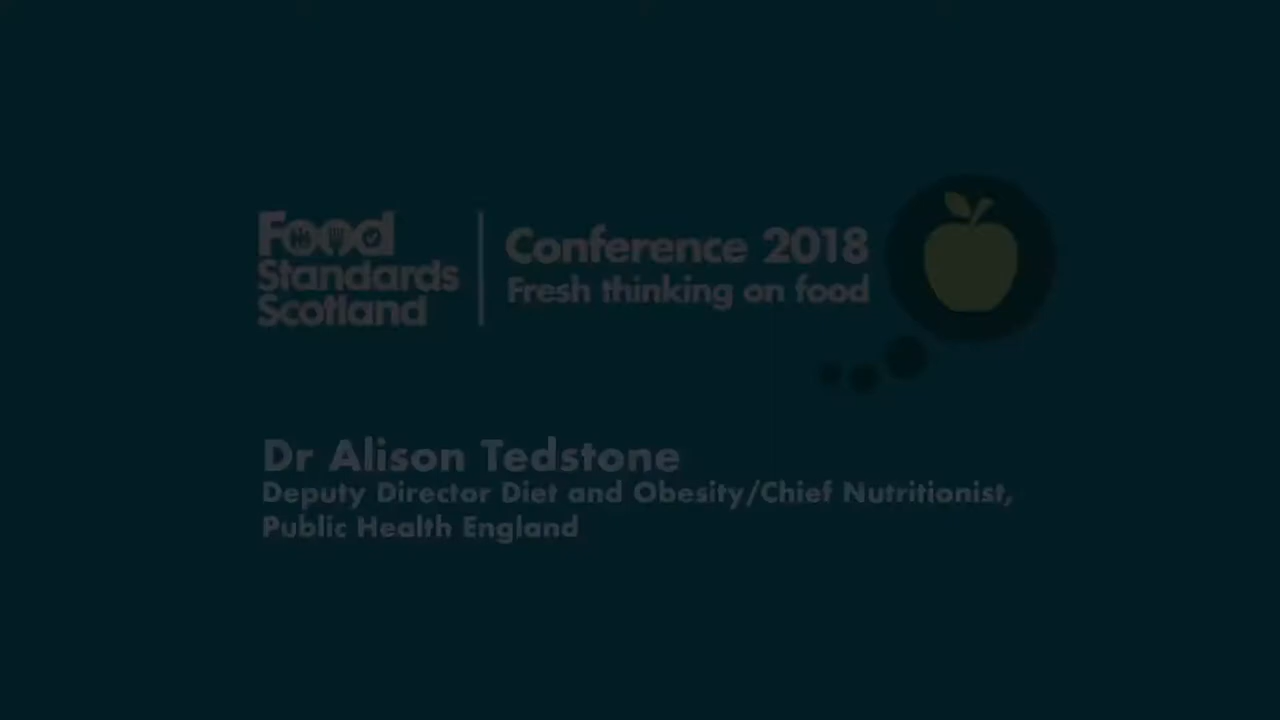 Food
Standards
Scotland
Conference 2018
Fresh thinking on food
Dr Alison Tedstone
Deputy Director Diet and Obesity/Chief Nutritionist,
Public Health England